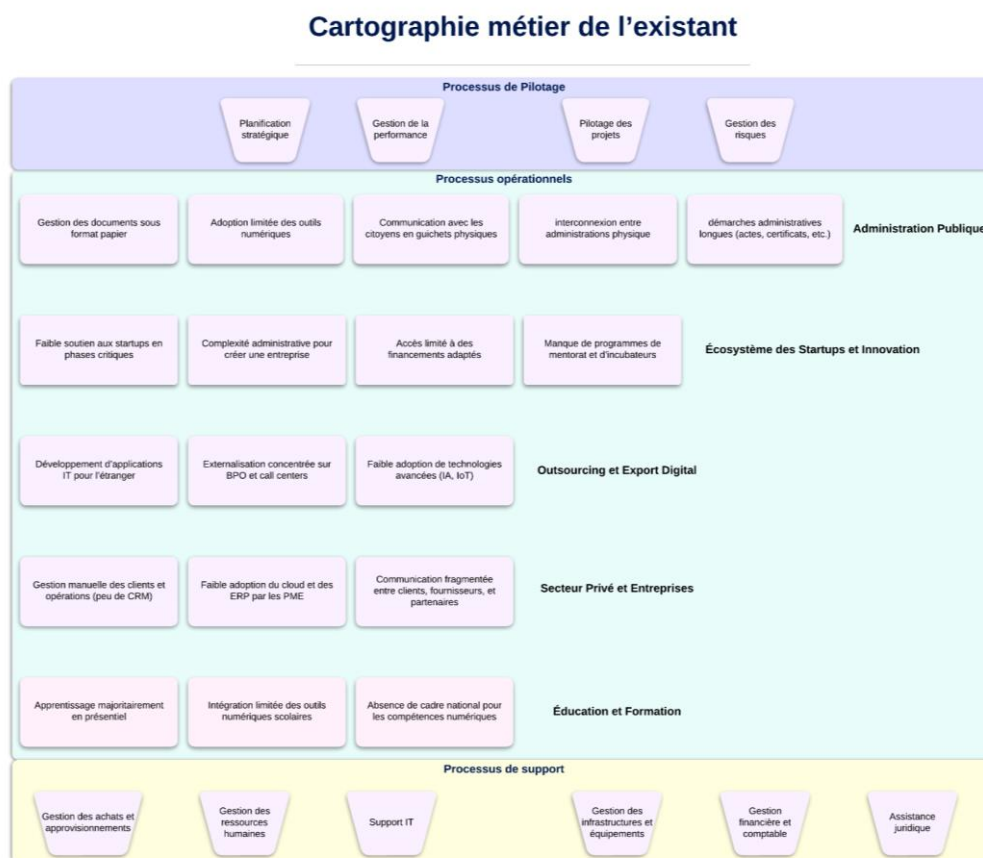 Cartographie métier de l'existant
Processus de Pilotage
Planification
stratégique
Gestion de la
performance
Pilotage des
projets
Gestion des
risques
Processus opérationnels
Gestion des documents sous
format papier
Adoption limitée des outils
numériques
Communication avec les
citoyens en guichets physiques
interconnexion entre
administrations physique
démarches administratives
longues (actes, certificats, etc.)
Administration Publique
Faible soutien aux startups en
phases critiques
Complexité administrative pour
créer une entreprise
Accès limité à des
financements adaptés
Manque de programmes de
mentorat et d'incubateurs
Écosystème des Startups et Innovation
Développement d'applications
IT pour l'étranger
Externalisation concentrée sur
BPO et call centers
Faible adoption de technologies
avancées (IA, IoT)
Outsourcing et Export Digital
Gestion manuelle des clients et
opérations (peu de CRM)
Faible adoption du cloud et des
ERP par les PME
Communication fragmentée
entre clients, fournisseurs, et
partenaires
Secteur Privé et Entreprises
Apprentissage majoritairement
en présentiel
Intégration limitée des outils
numériques scolaires
Absence de cadre national pour
les compétences numériques
Éducation et Formation
Processus de support
Gestion des achats et
approvisionnements
Gestion des
ressources
humaines
Support IT
Gestion des
infrastructures et
équipements
Gestion
financière et
comptable
Assistance
juridique